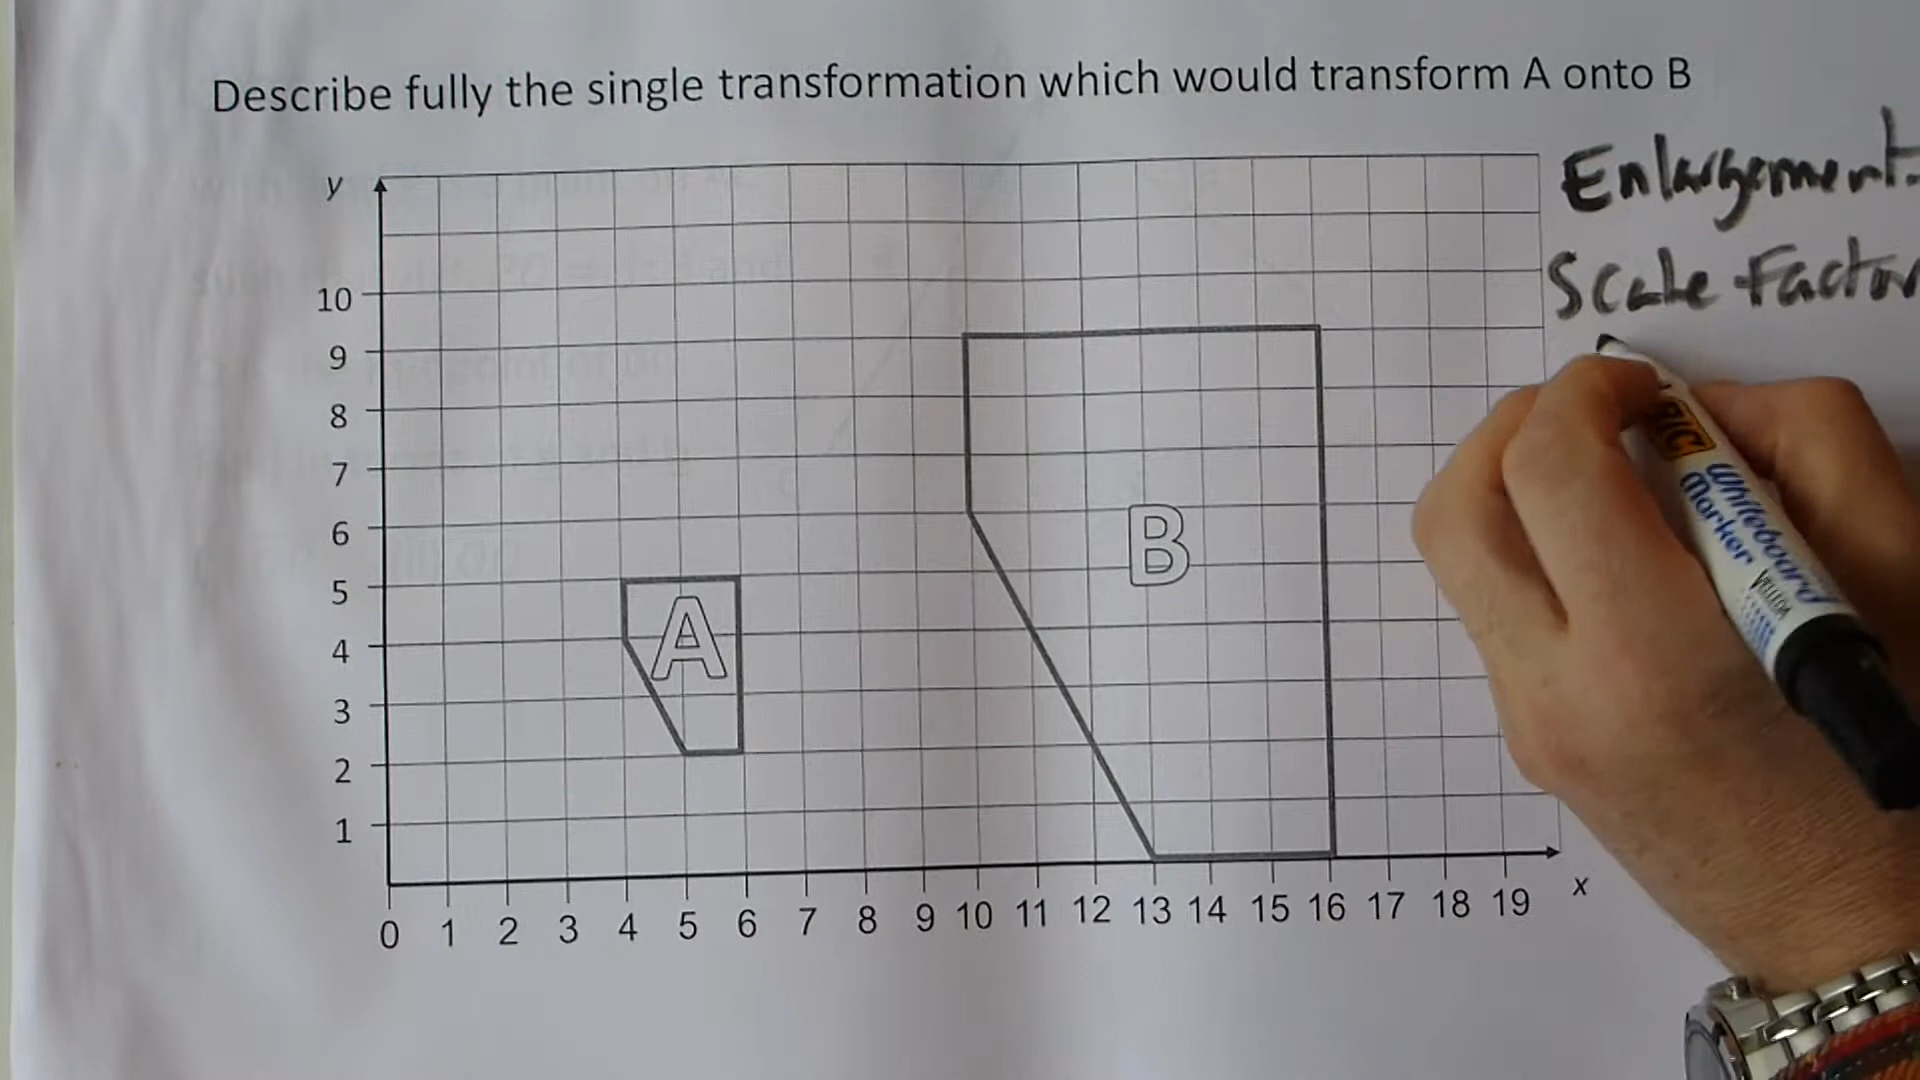 Describe fully the single transformation which would transform A onto B
Enlargement.
Scale Factor
y
10
9
8
7
6
5
4
3
2
1
A
B
0 1 2 3 4 5 6 7 8 9 10 11 12 13 14 15 16 17 18 19
x
BIC
Whiteboard
Marker